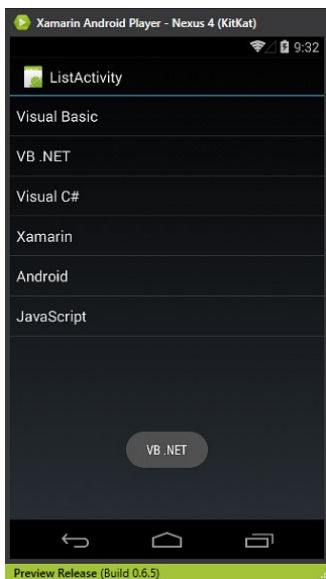 Xamarin Android Player - Nexus 4 (KitKat)
9:32
ListActivity
Visual Basic
VB .NET
Visual C#
Xamarin
Android
JavaScript
VB .NET
Preview Release (Build 0.6.5)